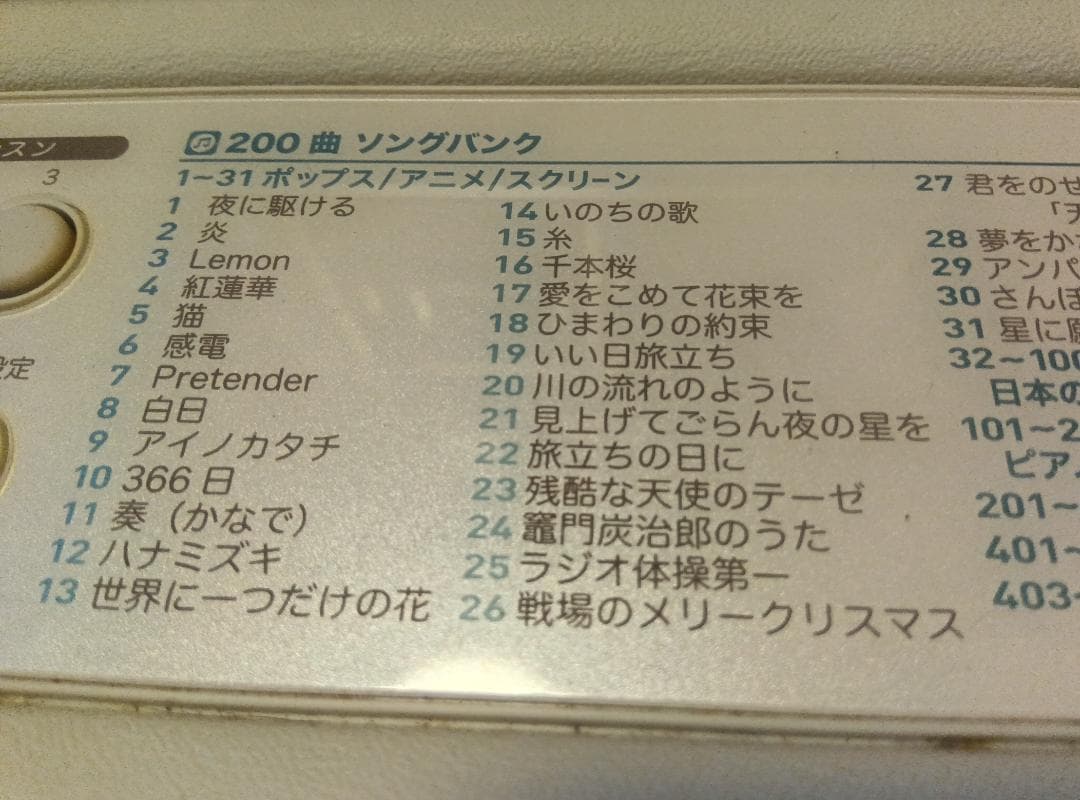 スン
3
設定
200 曲 ソングバンク
1～31 ポップス/アニメ/スクリーン
1 夜に駆ける
2 炎
3 Lemon
4 紅蓮華
5 猫
6 感電
7 Pretender
8 白日
9 アイノカタチ
10 366 日
11 奏（かなで）
12 ハナミズキ
13 世界に一つだけの花
14 いのちの歌
15 糸
16 千本桜
17 愛をこめて花束を
18 ひまわりの約束
19 いい日旅立ち
20 川の流れのように
21 見上げてごらん夜の星を
22 旅立ちの日に
23 残酷な天使のテーゼ
24 竈門炭治郎のうた
25 ラジオ体操第一
26 戦場のメリークリスマス
27 君をのせ
「天
28 夢をか
29 アンパ
30 さんぽ
31 星に願
32～100
日本の
101～2
ピア
201～
401～
403